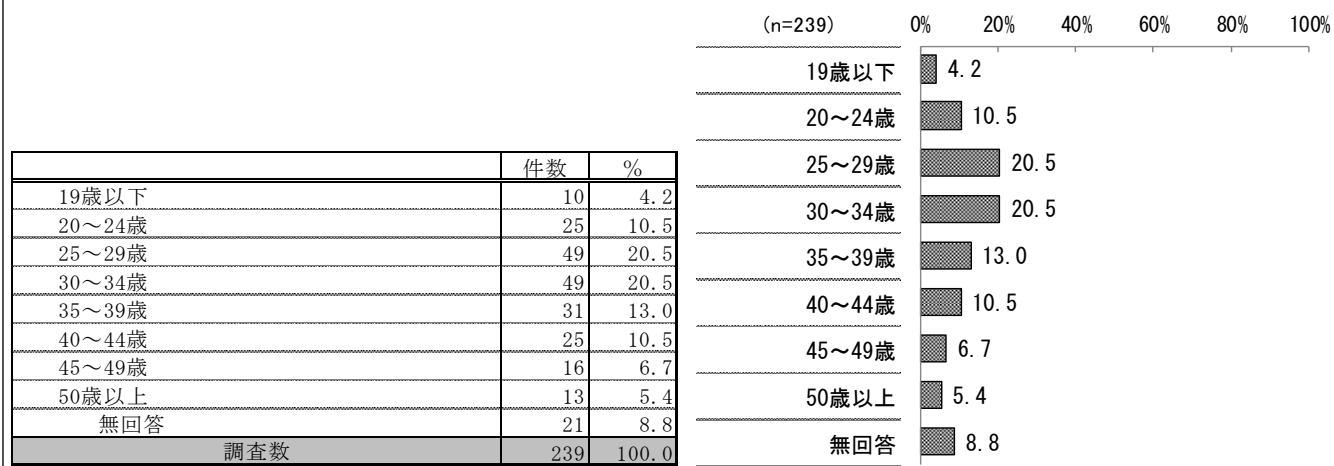 件数 %
19歳以下 10 4.2
20～24歳 25 10.5
25～29歳 49 20.5
30～34歳 49 20.5
35～39歳 31 13.0
40～44歳 25 10.5
45～49歳 16 6.7
50歳以上 13 5.4
無回答 21 8.8
調査数 239 100.0
(n=239) 0% 20% 40% 60% 80% 100%
19歳以下 4.2
20～24歳 10.5
25～29歳 20.5
30～34歳 20.5
35～39歳 13.0
40～44歳 10.5
45～49歳 6.7
50歳以上 5.4
無回答 8.8